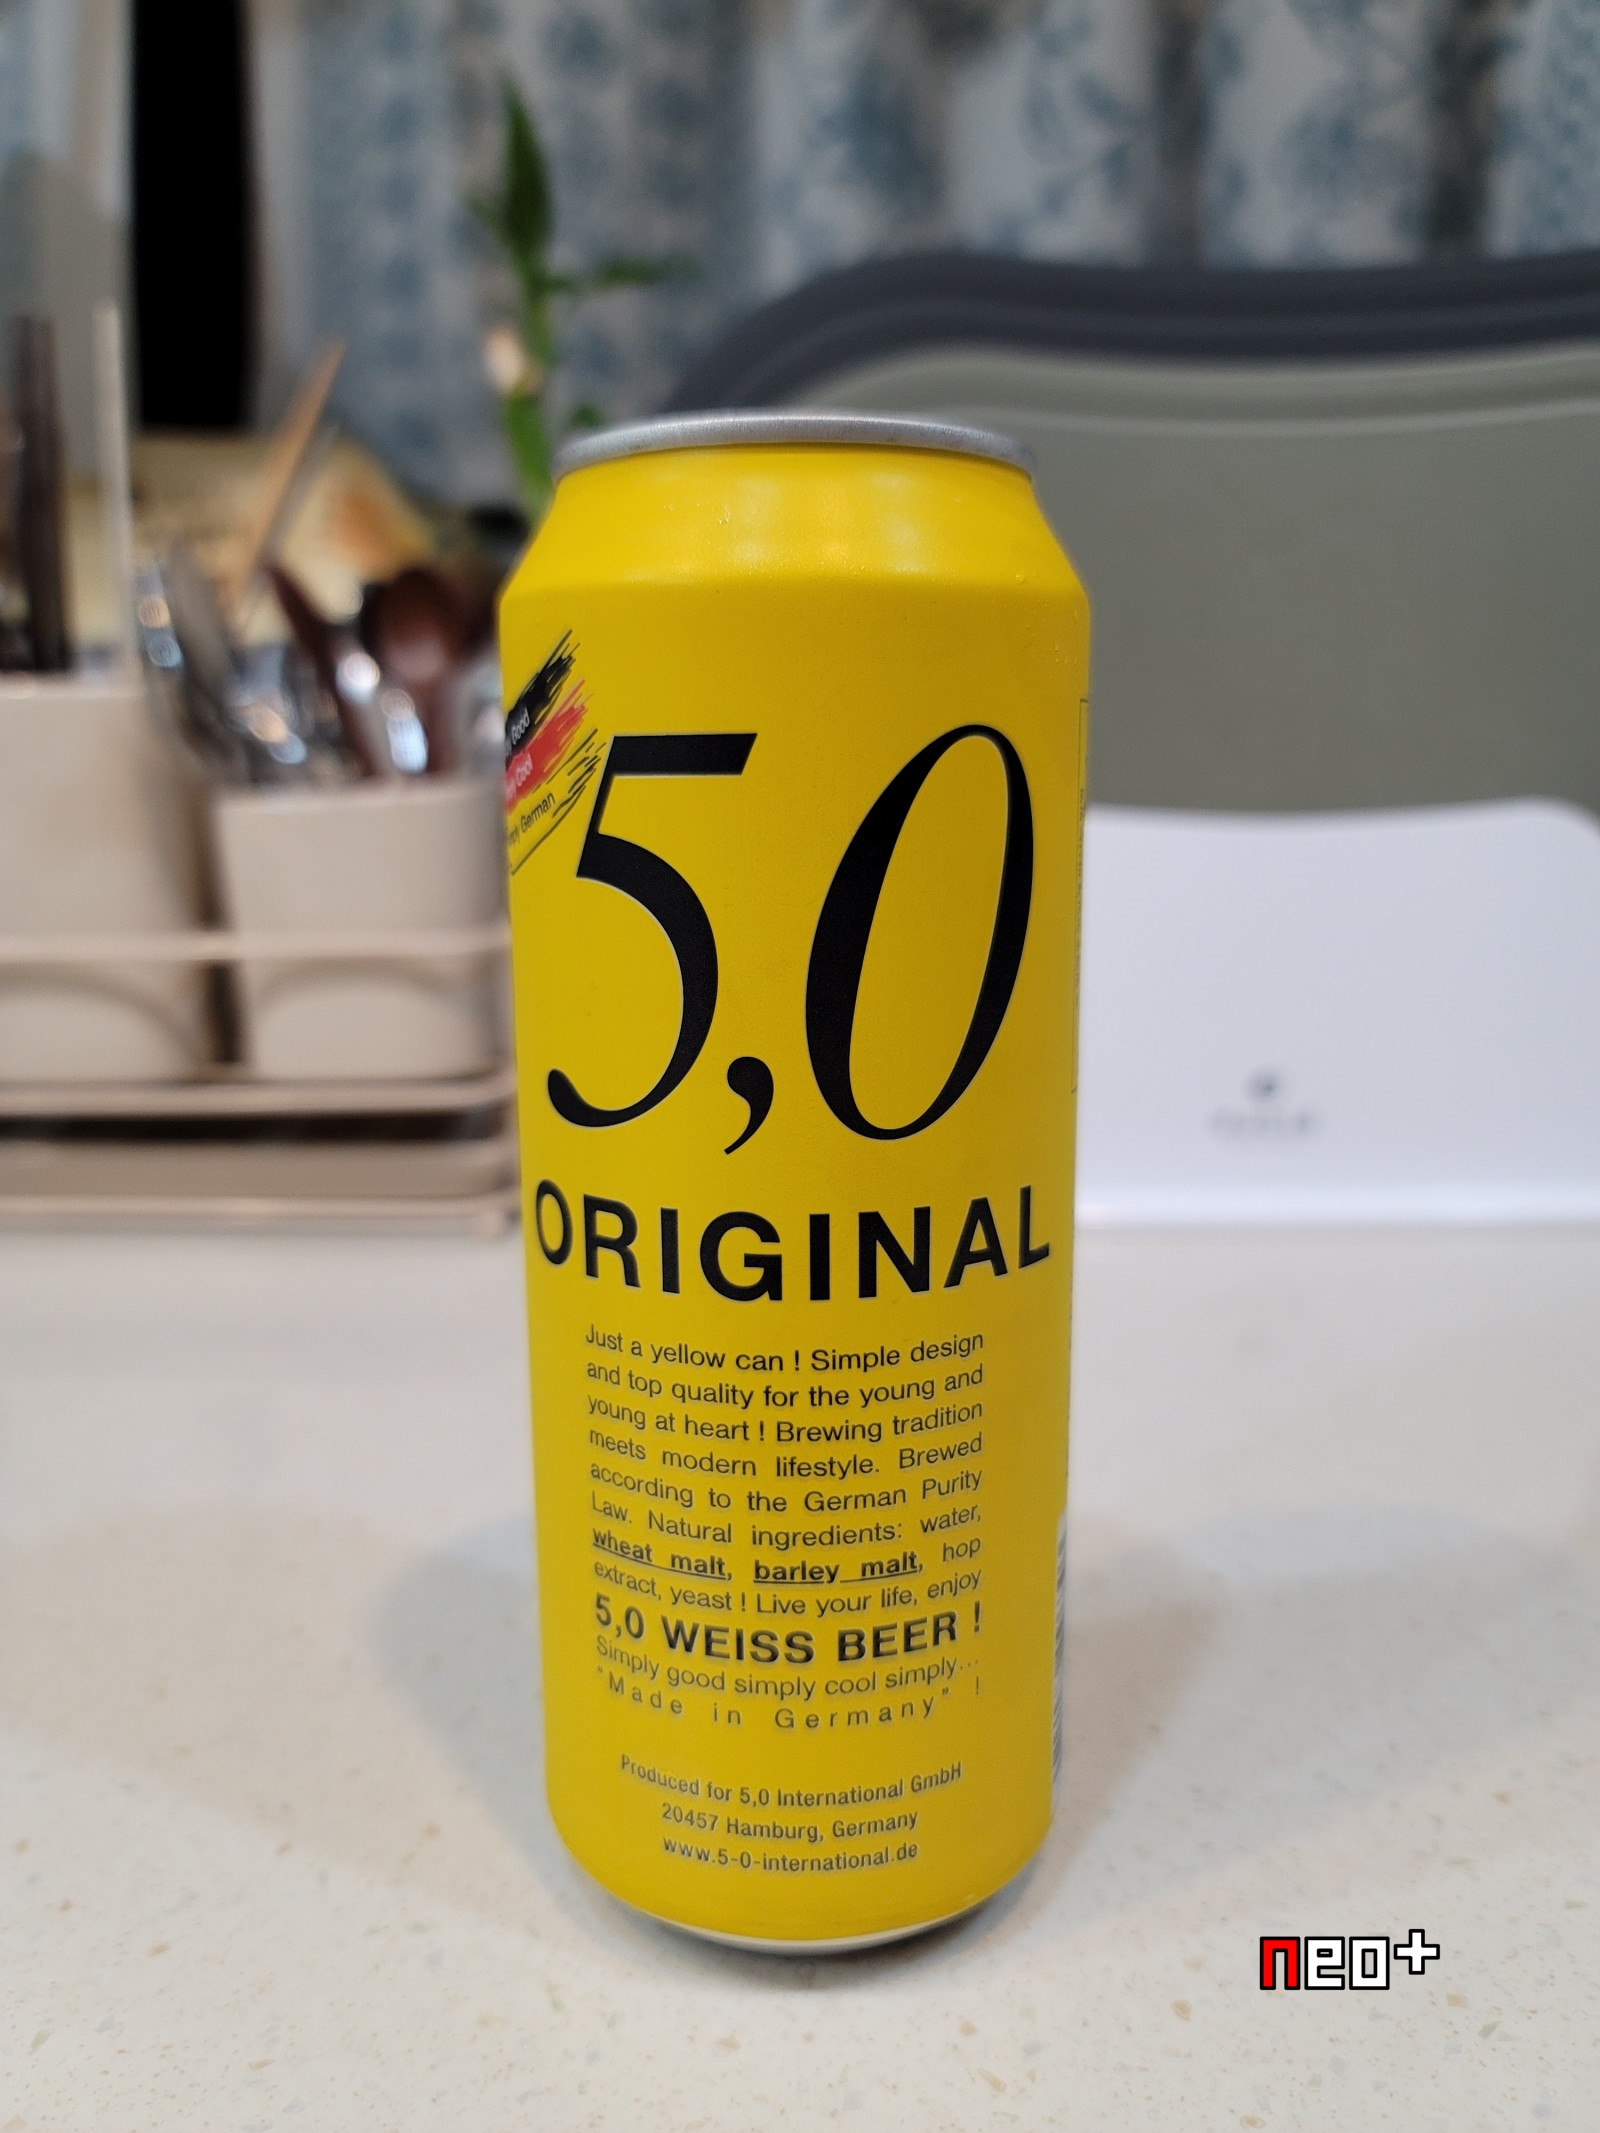 Good
Cool
German
5,0
ORIGINAL
Just a yellow can ! Simple design
and top quality for the young and
young at heart ! Brewing tradition
meets modern lifestyle. Brewed
according to the German Purity
Law. Natural ingredients: water,
wheat malt, barley malt, hop
extract, yeast ! Live your life, enjoy
5,0 WEISS BEER !
Simply good simply cool simply...
"Made in Germany" !
Produced for 5,0 International GmbH
20457 Hamburg, Germany
www.5-0-international.de
neo+